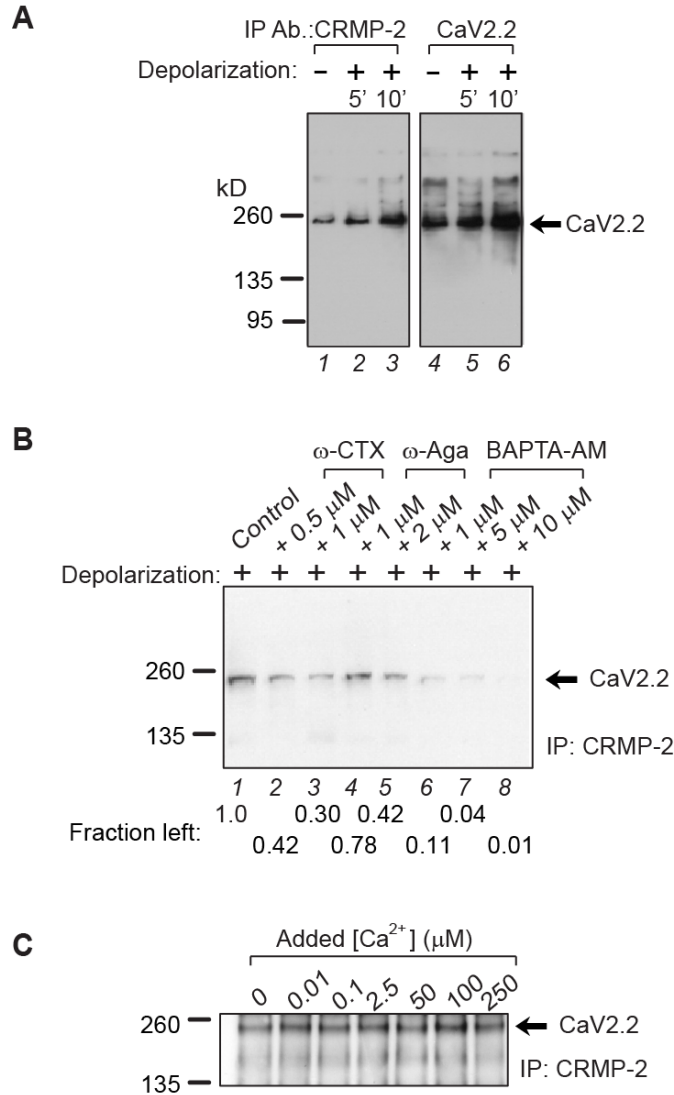 A
IP Ab.:CRMP-2 CaV2.2
Depolarization: – + + – + +
5’ 10’ 5’ 10’
kD
260
135
95
CaV2.2
1 2 3 4 5 6
B
ω-CTX ω-Aga BAPTA-AM
Control + 0.5 μM + 1 μM + 1 μM + 2 μM + 1 μM + 5 μM + 10 μM
Depolarization: + + + + + + + +
260
CaV2.2
135
IP: CRMP-2
1 2 3 4 5 6 7 8
1.0 0.30 0.42 0.04
Fraction left: 0.42 0.78 0.11 0.01
C
Added [Ca2+] (μM)
0 0.01 0.1 2.5 50 100 250
260
CaV2.2
IP: CRMP-2
135